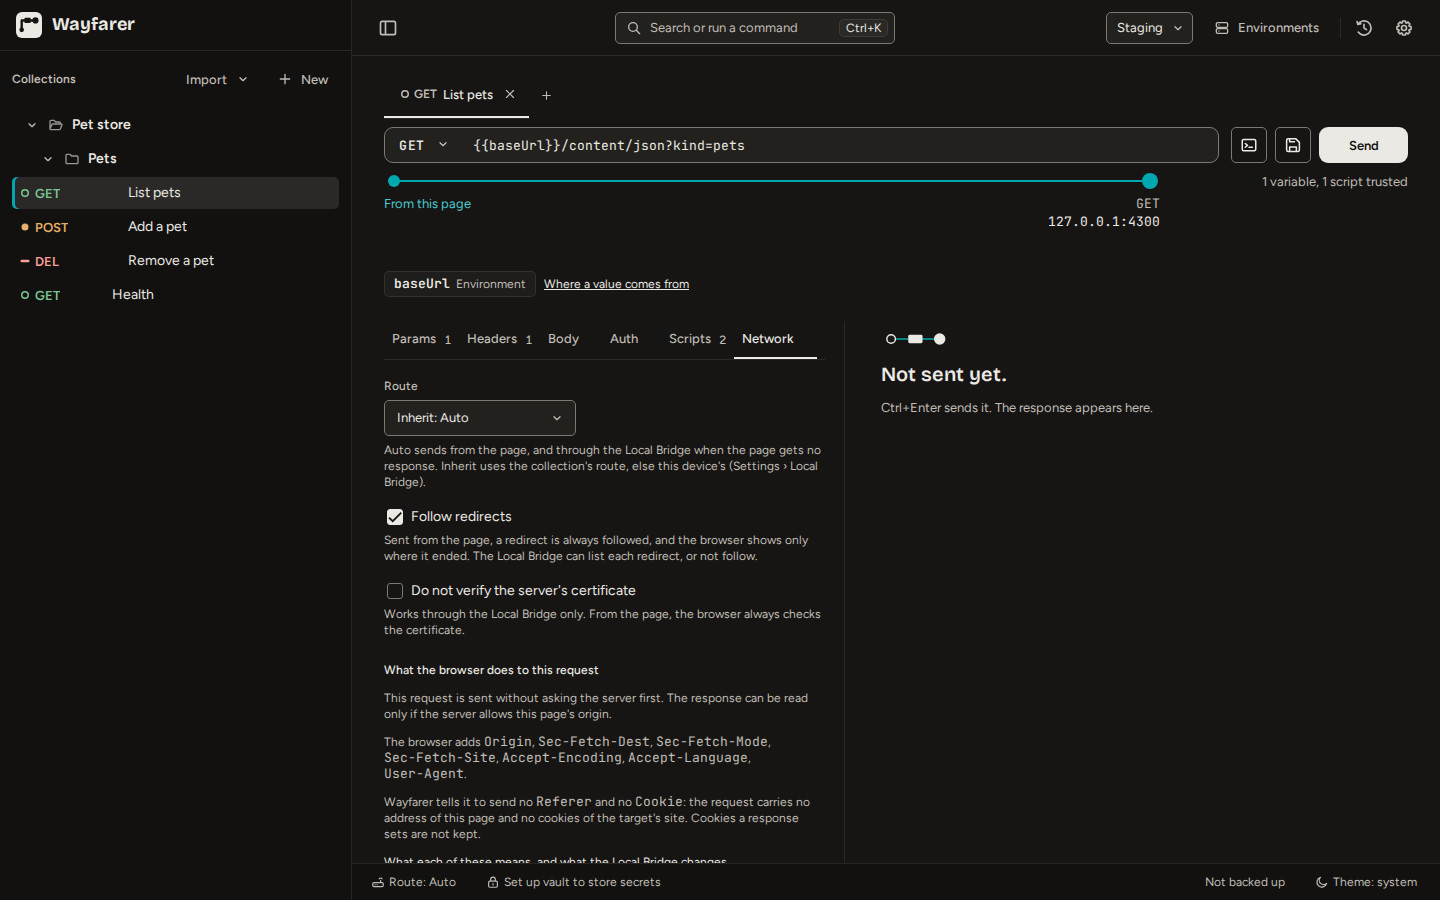 Wayfarer
Search or run a command Ctrl+K
Staging
Environments
Collections
Import
New
Pet store
Pets
GET List pets
POST Add a pet
DEL Remove a pet
GET Health
GET List pets
GET {{baseUrl}}/content/json?kind=pets
Send
1 variable, 1 script trusted
From this page
GET
127.0.0.1:4300
baseUrl Environment Where a value comes from
Params 1 Headers 1 Body Auth Scripts 2 Network
Route
Inherit: Auto
Auto sends from the page, and through the Local Bridge when the page gets no
response. Inherit uses the collection's route, else this device's (Settings › Local
Bridge).
Follow redirects
Sent from the page, a redirect is always followed, and the browser shows only
where it ended. The Local Bridge can list each redirect, or not follow.
Do not verify the server's certificate
Works through the Local Bridge only. From the page, the browser always checks
the certificate.
What the browser does to this request
This request is sent without asking the server first. The response can be read
only if the server allows this page's origin.
The browser adds Origin, Sec-Fetch-Dest, Sec-Fetch-Mode,
Sec-Fetch-Site, Accept-Encoding, Accept-Language,
User-Agent.
Wayfarer tells it to send no Referer and no Cookie: the request carries no
address of this page and no cookies of the target's site. Cookies a response
sets are not kept.
What each of these means, and what the Local Bridge changes
Not sent yet.
Ctrl+Enter sends it. The response appears here.
Route: Auto
Set up vault to store secrets
Not backed up
Theme: system